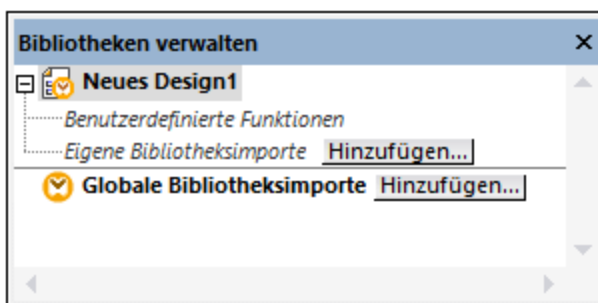 Bibliotheken verwalten
Neues Design1
Benutzerdefinierte Funktionen
Eigene Bibliotheksimporte Hinzufügen...
Globale Bibliotheksimporte Hinzufügen...